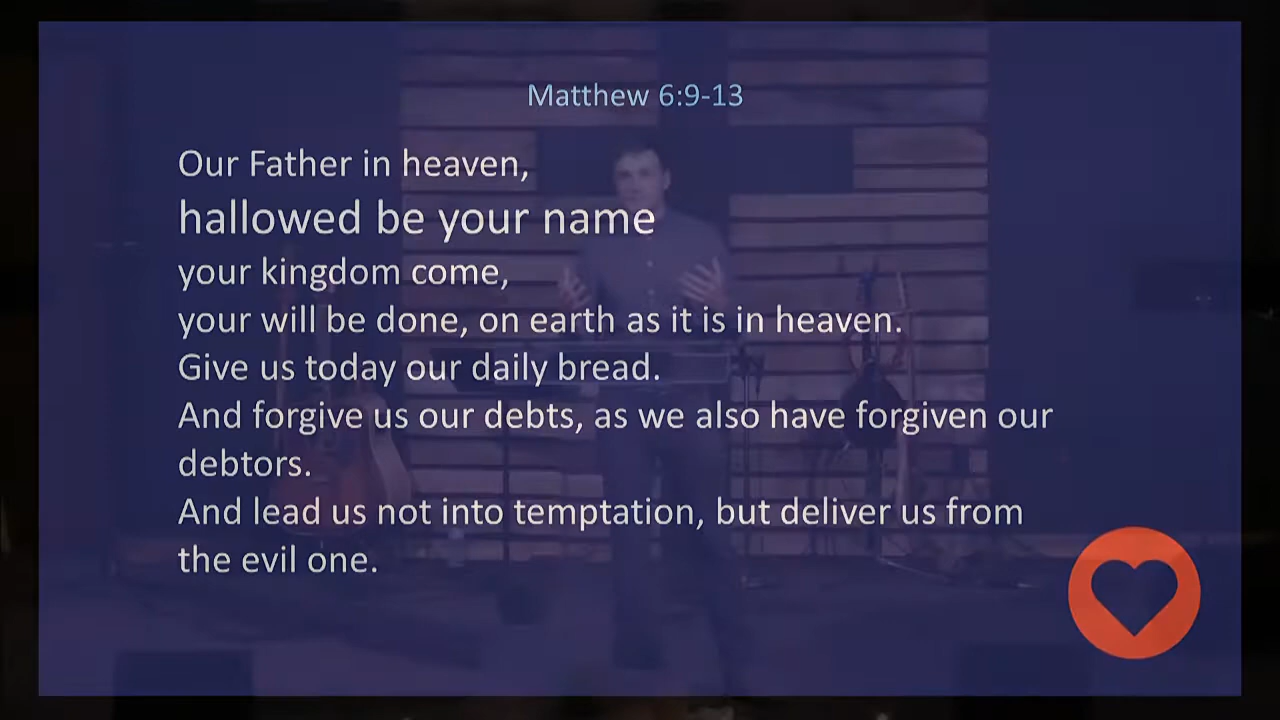 Matthew 6:9-13
Our Father in heaven,
hallowed be your name
your kingdom come,
your will be done, on earth as it is in heaven.
Give us today our daily bread.
And forgive us our debts, as we also have forgiven our
debtors.
And lead us not into temptation, but deliver us from
the evil one.